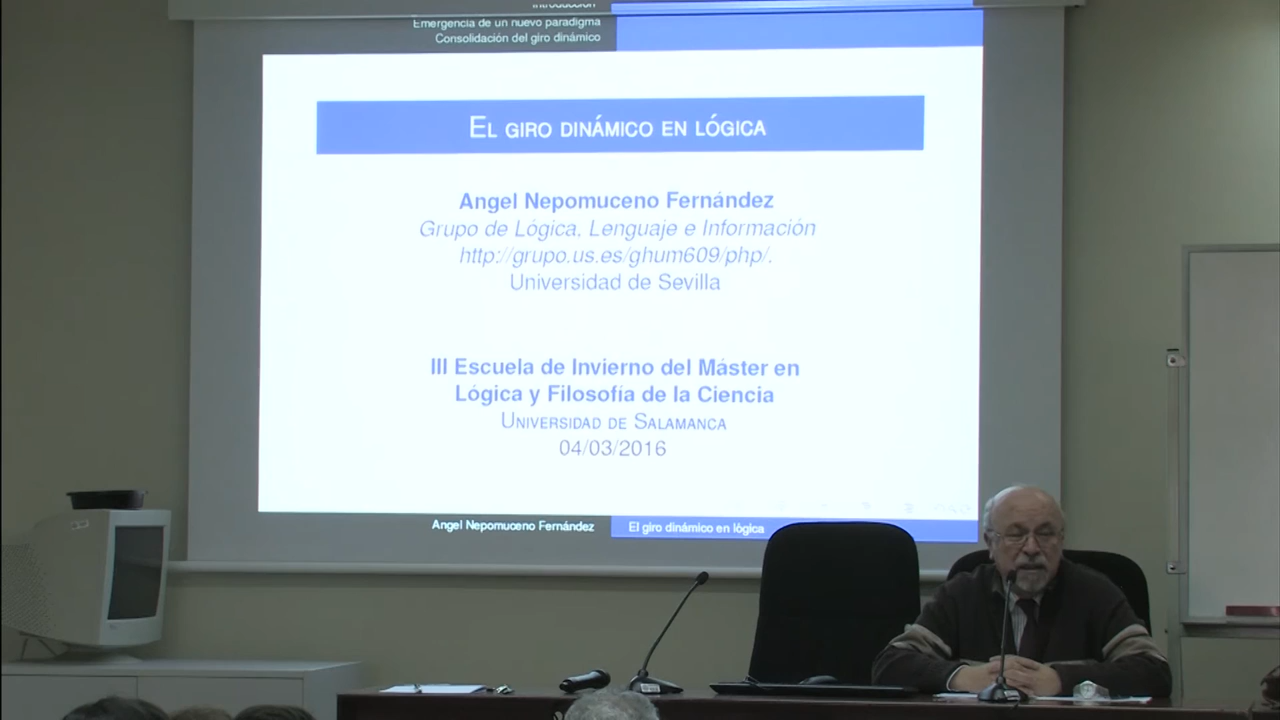 Introducción
Emergencia de un nuevo paradigma
Consolidación del giro dinámico
EL GIRO DINÁMICO EN LÓGICA
Angel Nepomuceno Fernández
Grupo de Lógica, Lenguaje e Información
http://grupo.us.es/ghum609/php/.
Universidad de Sevilla
III Escuela de Invierno del Máster en
Lógica y Filosofía de la Ciencia
UNIVERSIDAD DE SALAMANCA
04/03/2016
Angel Nepomuceno Fernández
El giro dinámico en lógica